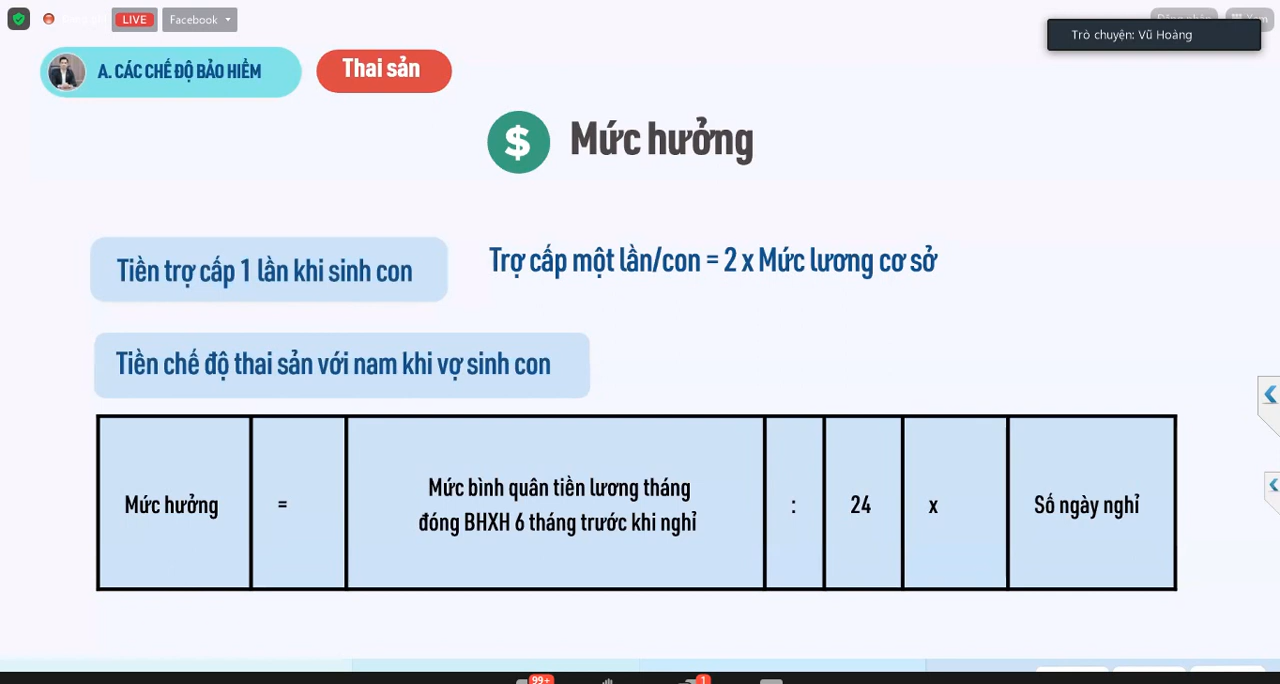 LIVE
Facebook
Trò chuyện: Vũ Hoảng
A. CÁC CHẾ ĐỘ BẢO HIỂM
Thai sản
$ Mức hưởng
Tiền trợ cấp 1 lần khi sinh con
Trợ cấp một lần/con = 2 x Mức lương cơ sở
Tiền chế độ thai sản với nam khi vợ sinh con
Mức hưởng
=
Mức bình quân tiền lương tháng
đóng BHXH 6 tháng trước khi nghỉ
:
24
x
Số ngày nghỉ
99+
1